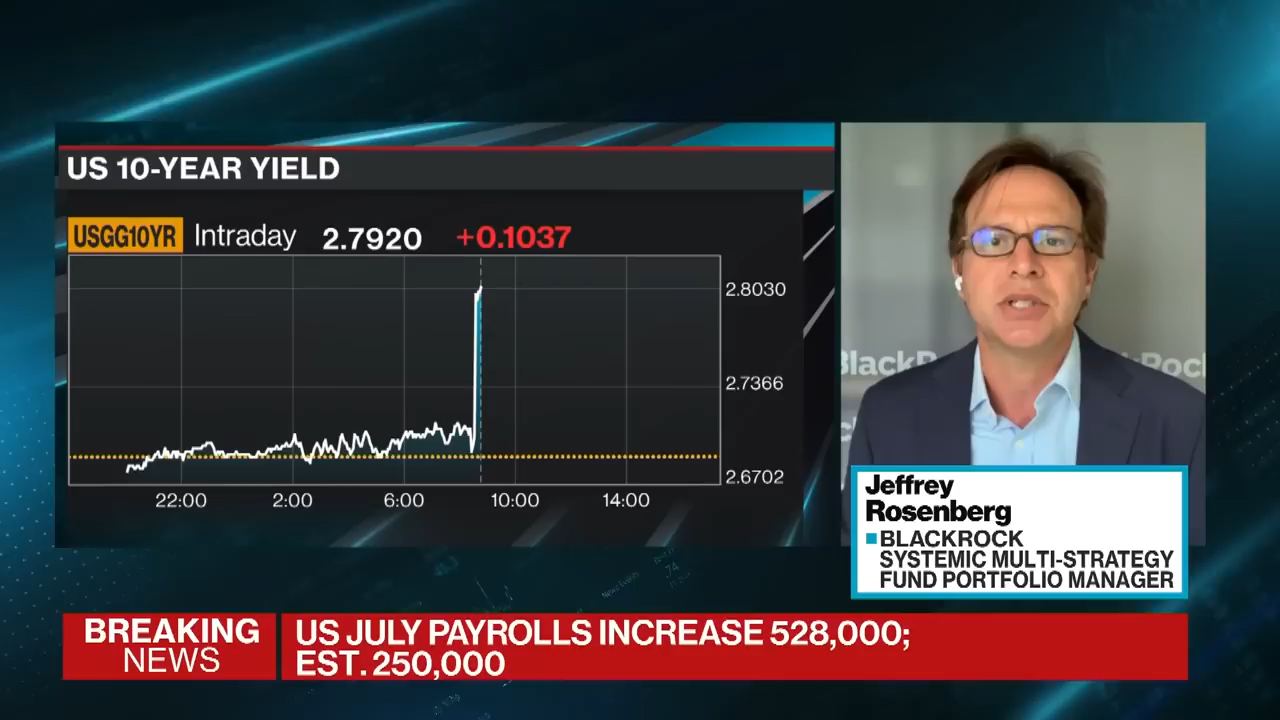 US 10-YEAR YIELD
USGG10YR Intraday 2.7920 +0.1037
2.8030
2.7366
2.6702
22:00 2:00 6:00 10:00 14:00
BlackR
ckRock
Jeffrey
Rosenberg
BLACKROCK
SYSTEMIC MULTI-STRATEGY
FUND PORTFOLIO MANAGER
BREAKING
NEWS
US JULY PAYROLLS INCREASE 528,000;
EST. 250,000